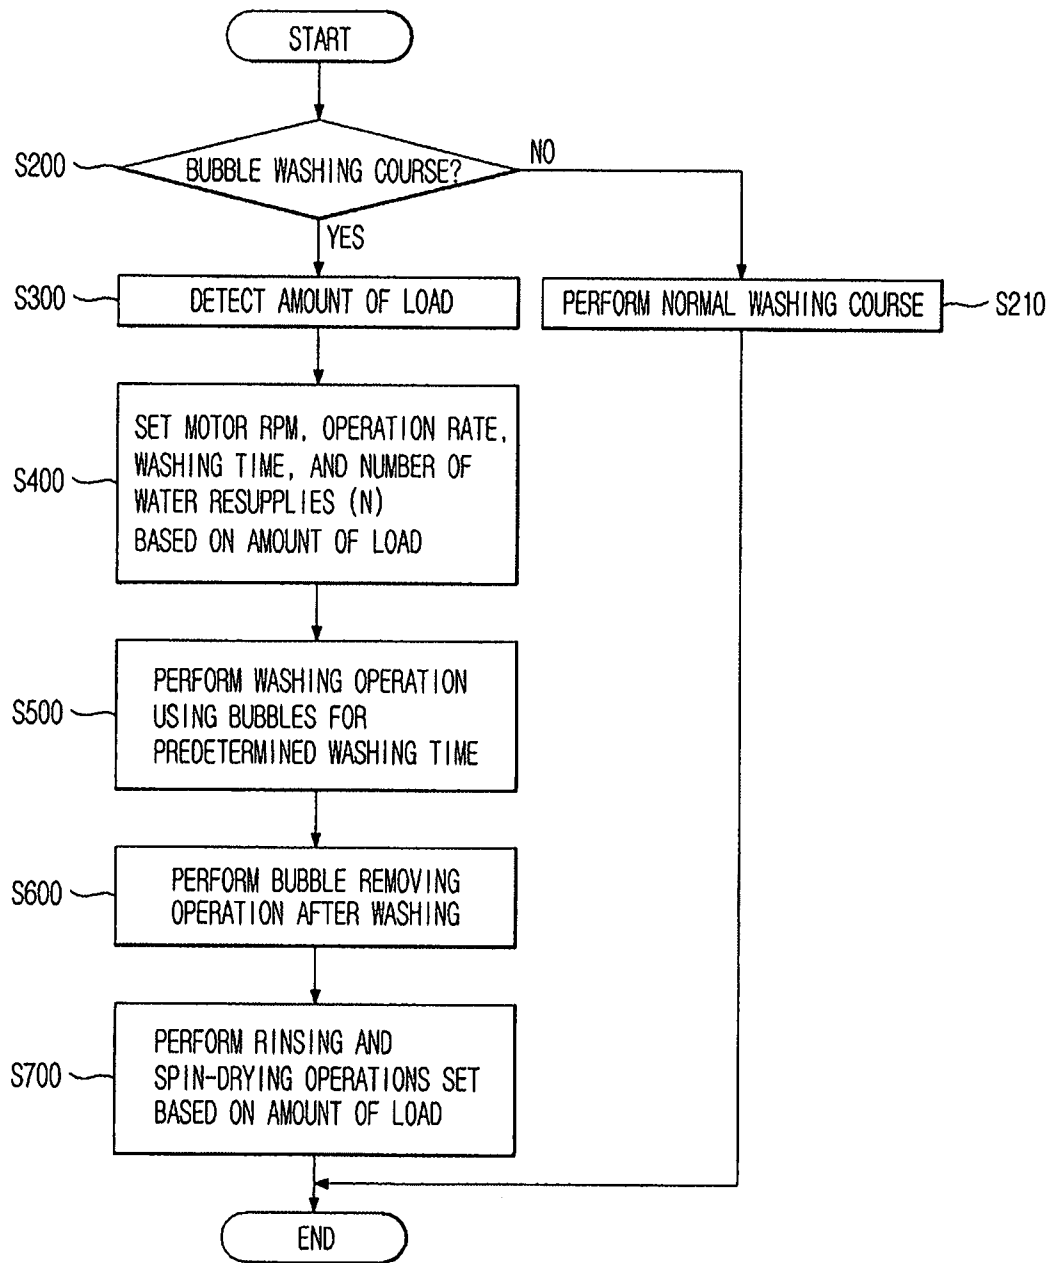 START
S200
BUBBLE WASHING COURSE?
NO
YES
S300
DETECT AMOUNT OF LOAD
PERFORM NORMAL WASHING COURSE
S210
S400
SET MOTOR RPM, OPERATION RATE,
WASHING TIME, AND NUMBER OF
WATER RESUPPLIES (N)
BASED ON AMOUNT OF LOAD
S500
PERFORM WASHING OPERATION
USING BUBBLES FOR
PREDETERMINED WASHING TIME
S600
PERFORM BUBBLE REMOVING
OPERATION AFTER WASHING
S700
PERFORM RINSING AND
SPIN-DRYING OPERATIONS SET
BASED ON AMOUNT OF LOAD
END